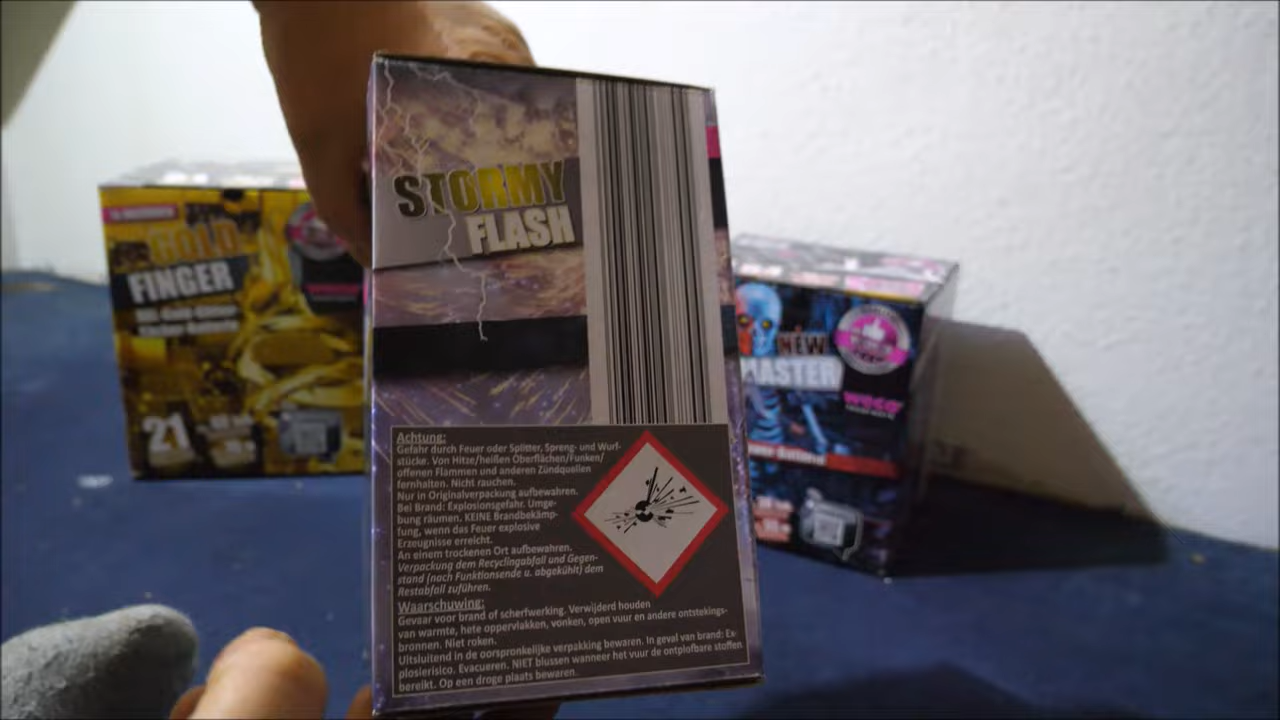 STORMY
FLASH
Achtung:
Gefahr durch Feuer oder Splitter, Spreng- und Wurf-
stücke. Von Hitze/heißen Oberflächen/Funken/
offenen Flammen und anderen Zündquellen
fernhalten. Nicht rauchen.
Nur in Originalverpackung aufbewahren.
Bei Brand: Explosionsgefahr. Umge-
bung räumen. KEINE Brandbekämp-
fung, wenn das Feuer explosive
Erzeugnisse erreicht.
An einem trockenen Ort aufbewahren.
Verpackung dem Recyclingabfall und Gegen-
stand (nach Funktionsende u. abgekühlt) dem
Restabfall zuführen.
Waarschuwing:
Gevaar voor brand of scherfwerking. Verwijderd houden
van warmte, hete oppervlakken, vonken, open vuur en andere ontstekings-
bronnen. Niet roken.
Uitsluitend in de oorspronkelijke verpakking bewaren. In geval van brand: Ex-
plosierisico. Evacueren. NIET blussen wanneer het vuur de ontplofbare stoffen
bereikt. Op een droge plaats bewaren.
GOLD
FINGER
21
NEW
MASTER
weco